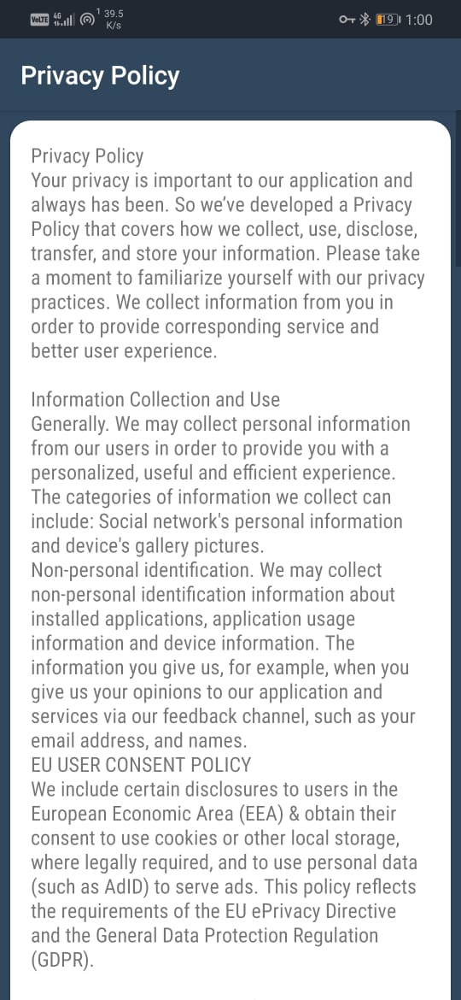 VoLTE 4G 1 39.5 K/s 19 1:00
Privacy Policy
Privacy Policy
Your privacy is important to our application and
always has been. So we've developed a Privacy
Policy that covers how we collect, use, disclose,
transfer, and store your information. Please take
a moment to familiarize yourself with our privacy
practices. We collect information from you in
order to provide corresponding service and
better user experience.
Information Collection and Use
Generally. We may collect personal information
from our users in order to provide you with a
personalized, useful and efficient experience.
The categories of information we collect can
include: Social network's personal information
and device's gallery pictures.
Non-personal identification. We may collect
non-personal identification information about
installed applications, application usage
information and device information. The
information you give us, for example, when you
give us your opinions to our application and
services via our feedback channel, such as your
email address, and names.
EU USER CONSENT POLICY
We include certain disclosures to users in the
European Economic Area (EEA) & obtain their
consent to use cookies or other local storage,
where legally required, and to use personal data
(such as AdID) to serve ads. This policy reflects
the requirements of the EU ePrivacy Directive
and the General Data Protection Regulation
(GDPR).